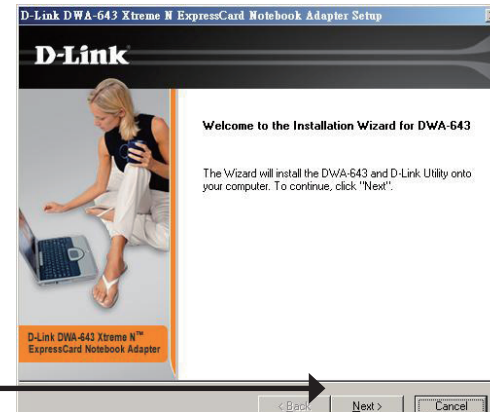 D-Link DWA-643 Xtreme N ExpressCard Notebook Adapter Setup
D-Link
Welcome to the Installation Wizard for DWA-643
The Wizard will install the DWA-643 and D-Link Utility onto
your computer. To continue, click "Next".
D-Link DWA-643 Xtreme N™
ExpressCard Notebook Adapter
< Back
Next >
Cancel